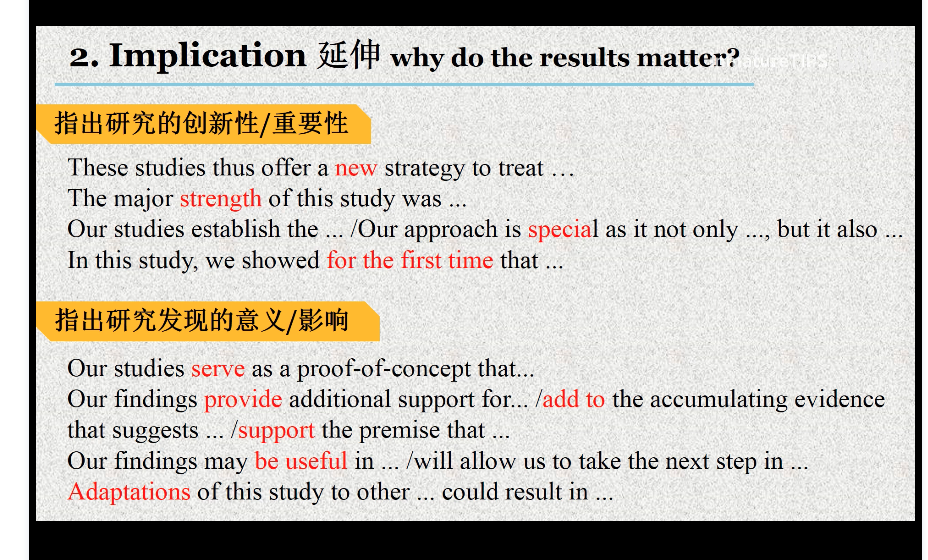 2. Implication 延伸 why do the results matter?
指出研究的创新性/重要性
These studies thus offer a new strategy to treat …
The major strength of this study was ...
Our studies establish the ... /Our approach is special as it not only ..., but it also ...
In this study, we showed for the first time that ...
指出研究发现的意义/影响
Our studies serve as a proof-of-concept that...
Our findings provide additional support for... /add to the accumulating evidence
that suggests ... /support the premise that ...
Our findings may be useful in ... /will allow us to take the next step in ...
Adaptations of this study to other ... could result in ...